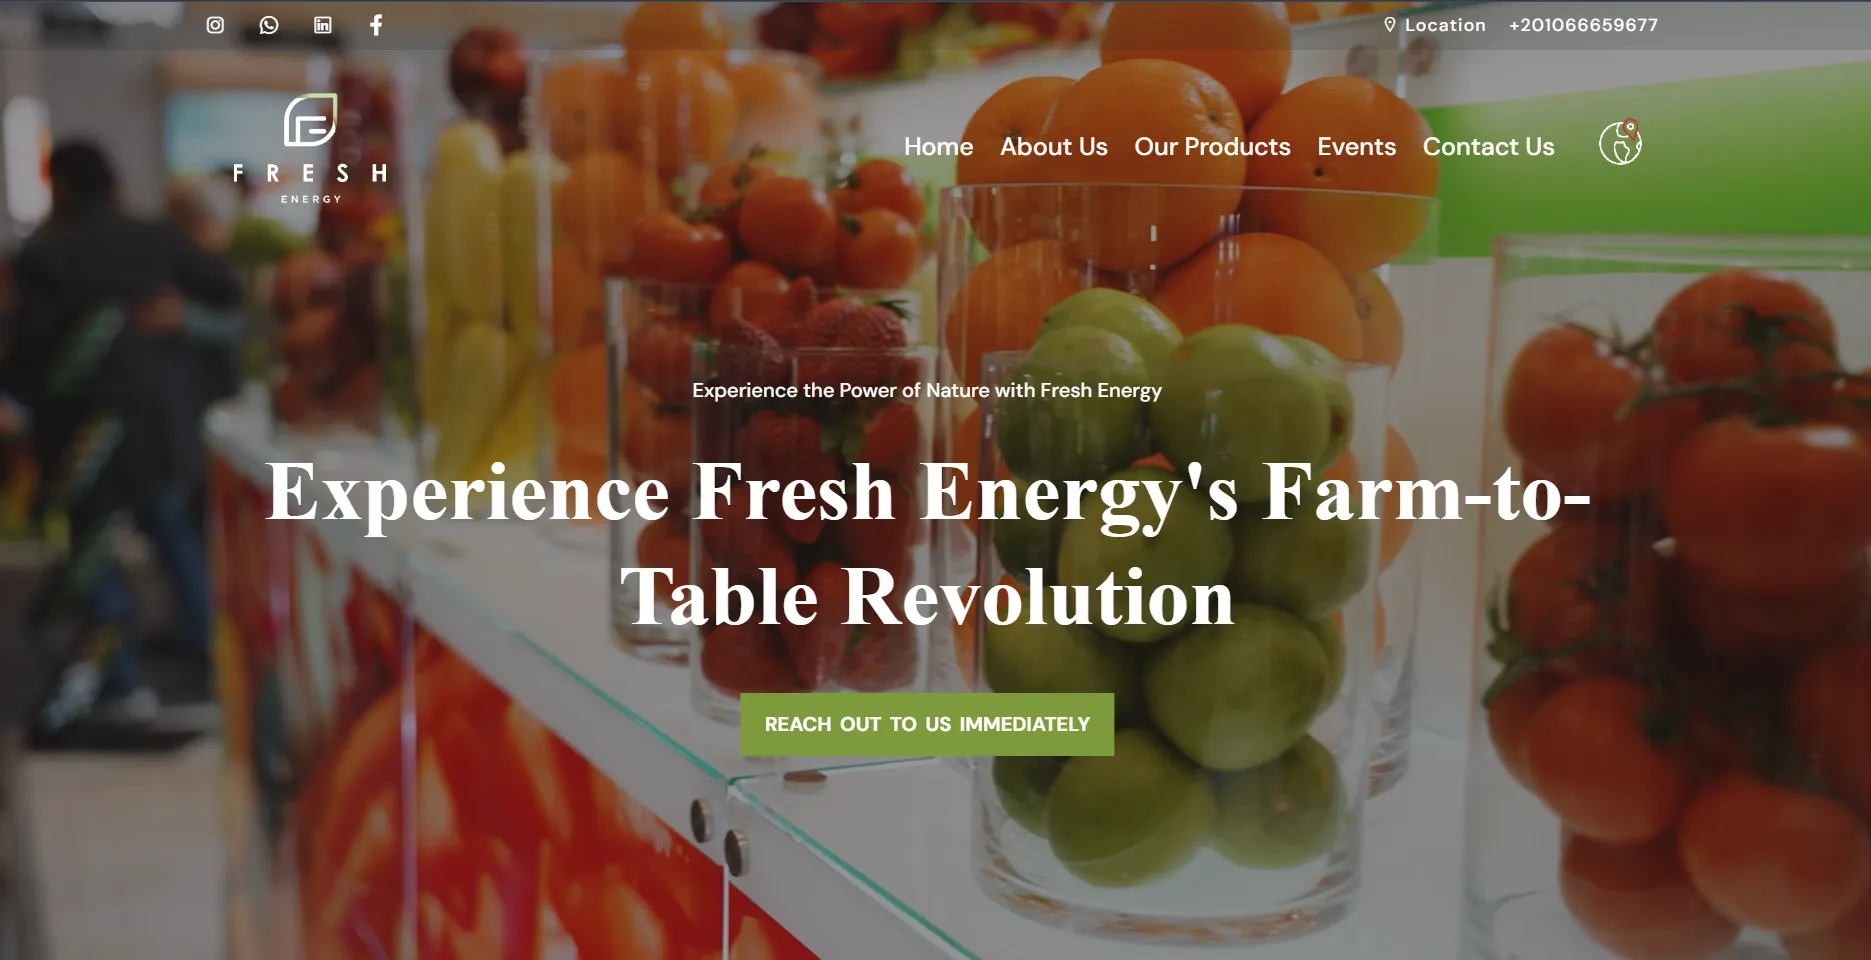 Location +201066659677
FRESH
ENERGY
Home About Us Our Products Events Contact Us
Experience the Power of Nature with Fresh Energy
Experience Fresh Energy's Farm-to-
Table Revolution
REACH OUT TO US IMMEDIATELY